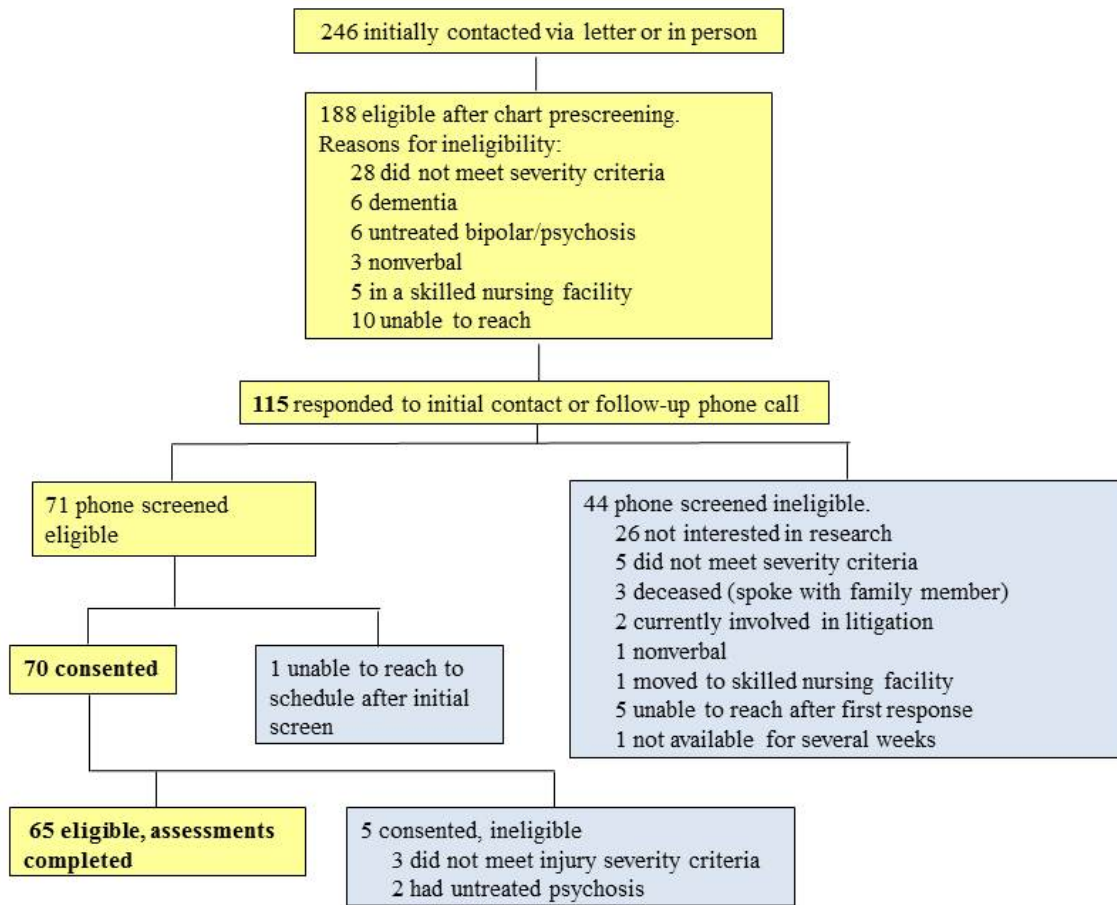 246 initially contacted via letter or in person
188 eligible after chart prescreening.
Reasons for ineligibility:
28 did not meet severity criteria
6 dementia
6 untreated bipolar/psychosis
3 nonverbal
5 in a skilled nursing facility
10 unable to reach
115 responded to initial contact or follow-up phone call
71 phone screened
eligible
44 phone screened ineligible.
26 not interested in research
5 did not meet severity criteria
3 deceased (spoke with family member)
2 currently involved in litigation
1 nonverbal
1 moved to skilled nursing facility
5 unable to reach after first response
1 not available for several weeks
70 consented
1 unable to reach to
schedule after initial
screen
65 eligible, assessments
completed
5 consented, ineligible
3 did not meet injury severity criteria
2 had untreated psychosis